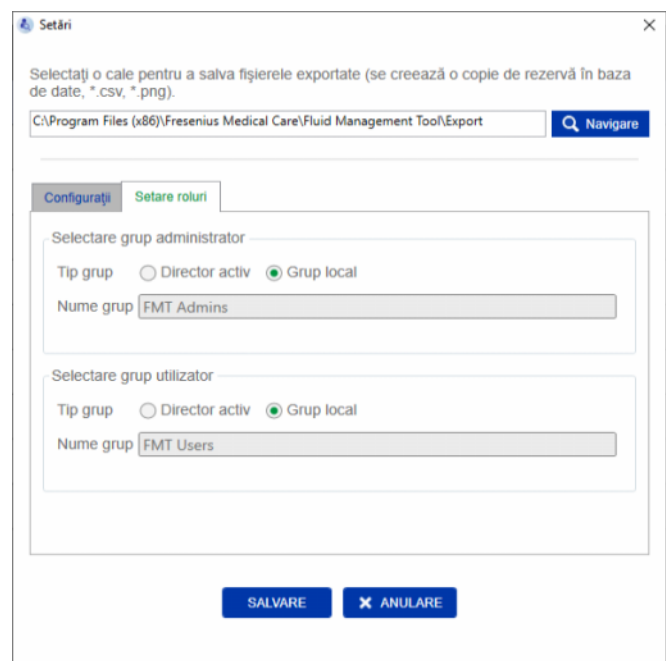 Setări
Selectaţi o cale pentru a salva fişierele exportate (se creează o copie de rezervă în baza
de date, *.csv, *.png).
C:\Program Files (x86)\Fresenius Medical Care\Fluid Management Tool\Export
Navigare
Configuraţii
Setare roluri
Selectare grup administrator
Tip grup Director activ Grup local
Nume grup FMT Admins
Selectare grup utilizator
Tip grup Director activ Grup local
Nume grup FMT Users
SALVARE
ANULARE